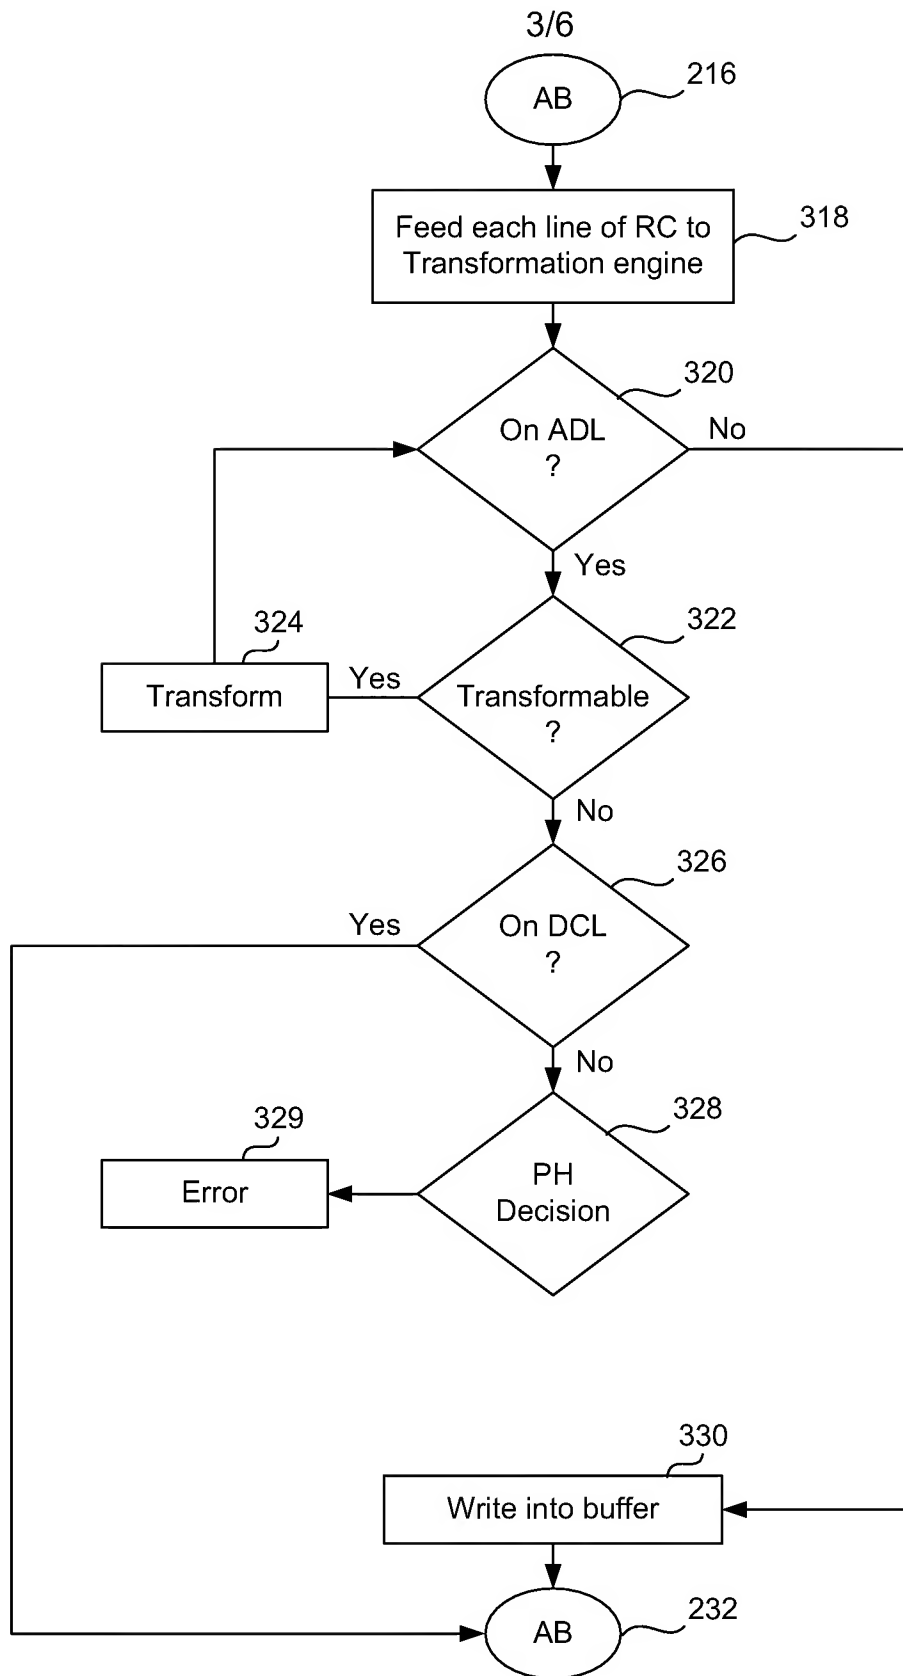 3/6
AB
216
Feed each line of RC to
Transformation engine
318
320
On ADL
?
No
Yes
322
324
Transform
Yes
Transformable
?
No
326
Yes
On DCL
?
No
328
329
Error
PH
Decision
330
Write into buffer
AB
232